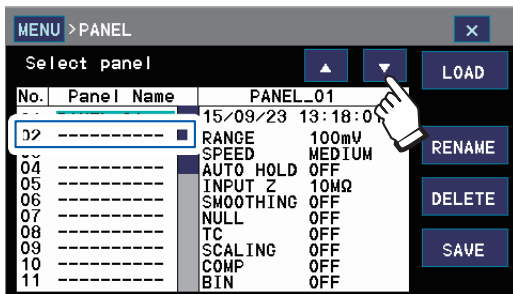 MENU > PANEL ×
Select panel ▲ ▼ LOAD
No. Panel Name PANEL_01
15/09/23 13:18:0
02 ---------- RANGE 100mV
SPEED MEDIUM RENAME
04 ---------- AUTO HOLD OFF
05 ---------- INPUT Z 10MΩ
06 ---------- SMOOTHING OFF DELETE
07 ---------- NULL OFF
08 ---------- TC OFF
09 ---------- SCALING OFF SAVE
10 ---------- COMP OFF
11 ---------- BIN OFF